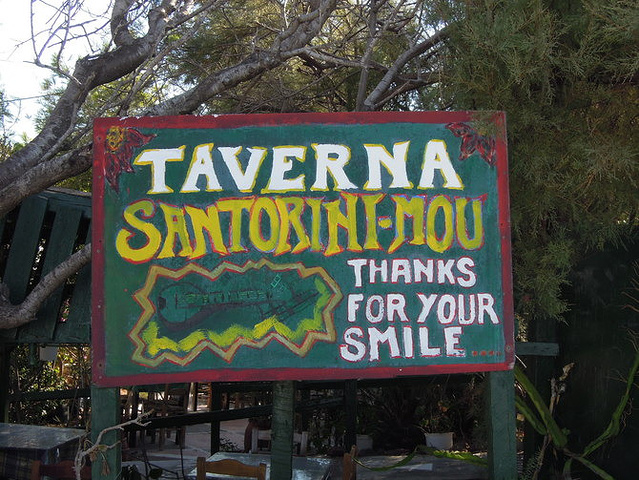 TAVERNA
SANTORINI-MOU
THANKS
FOR YOUR
SMILE